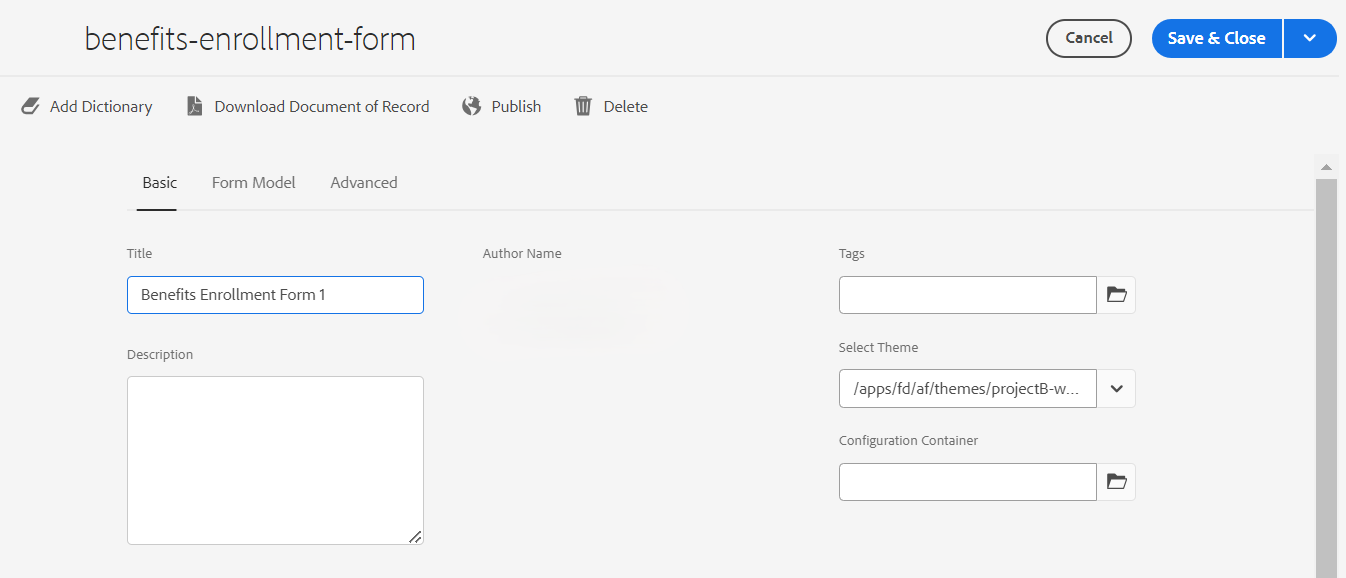 benefits-enrollment-form
Cancel
Save & Close
Add Dictionary
Download Document of Record
Publish
Delete
Basic
Form Model
Advanced
Title
Author Name
Tags
Benefits Enrollment Form 1
Description
Select Theme
/apps/fd/af/themes/projectB-w...
Configuration Container